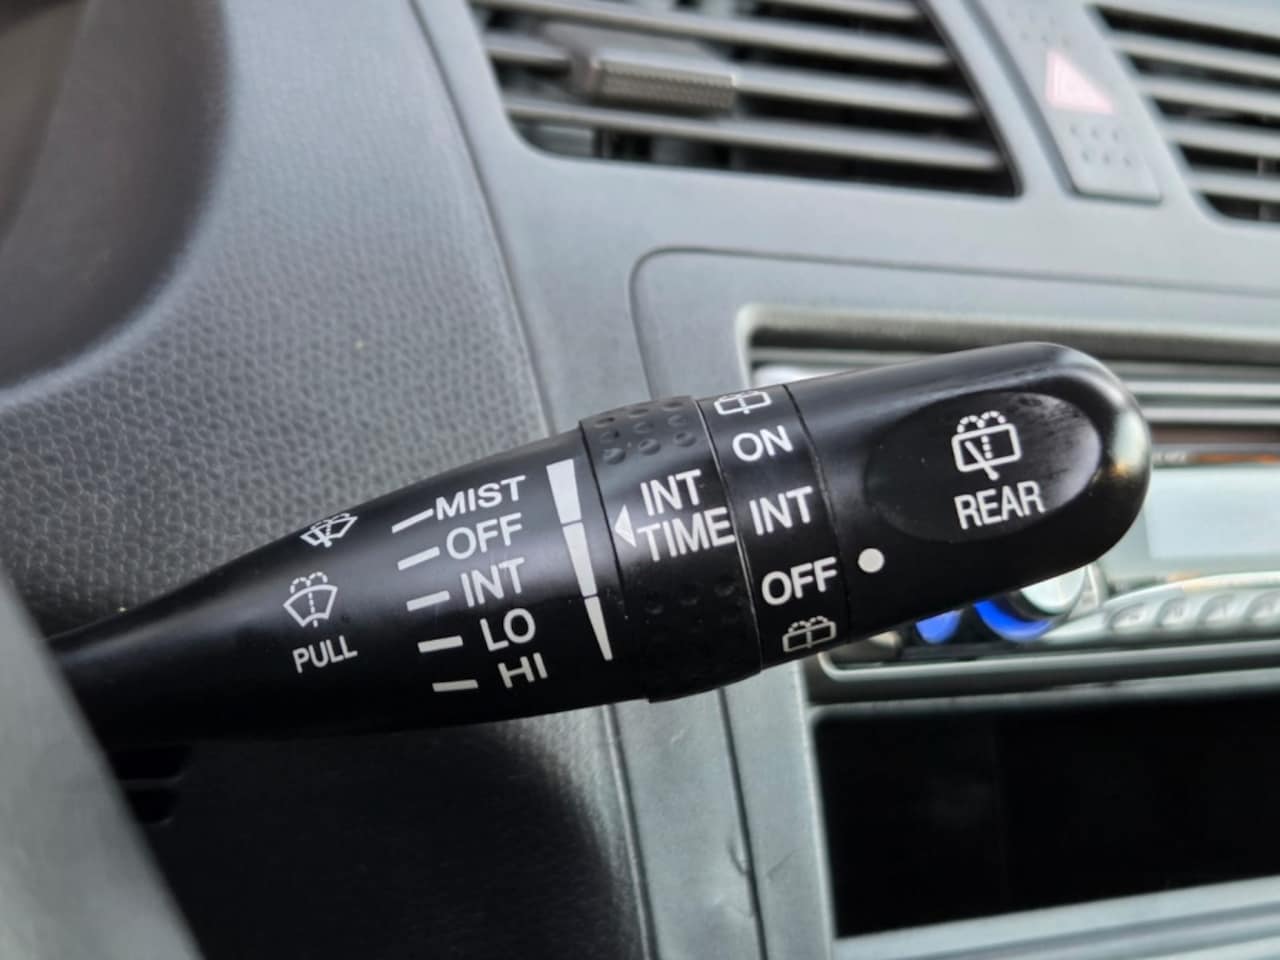 MIST
OFF
INT
LO
HI
PULL
INT
TIME
ON
INT
OFF
REAR